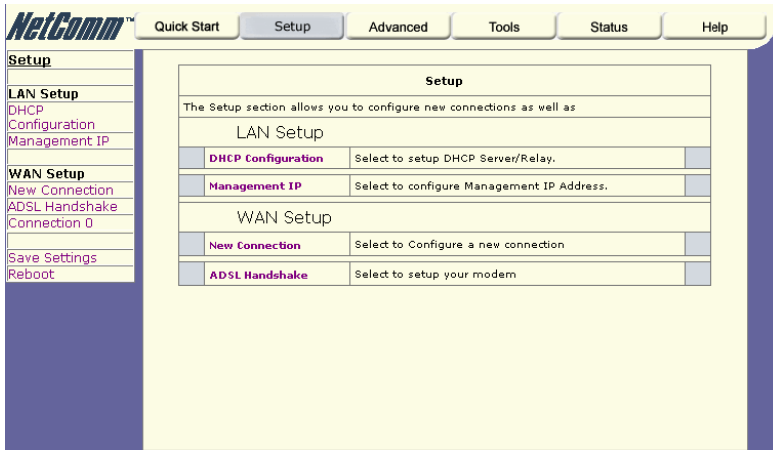 NetComm™ Quick Start Setup Advanced Tools Status Help
Setup
LAN Setup
DHCP
Configuration
Management IP
WAN Setup
New Connection
ADSL Handshake
Connection 0
Save Settings
Reboot
Setup
The Setup section allows you to configure new connections as well as
LAN Setup
DHCP Configuration Select to setup DHCP Server/Relay.
Management IP Select to configure Management IP Address.
WAN Setup
New Connection Select to Configure a new connection
ADSL Handshake Select to setup your modem